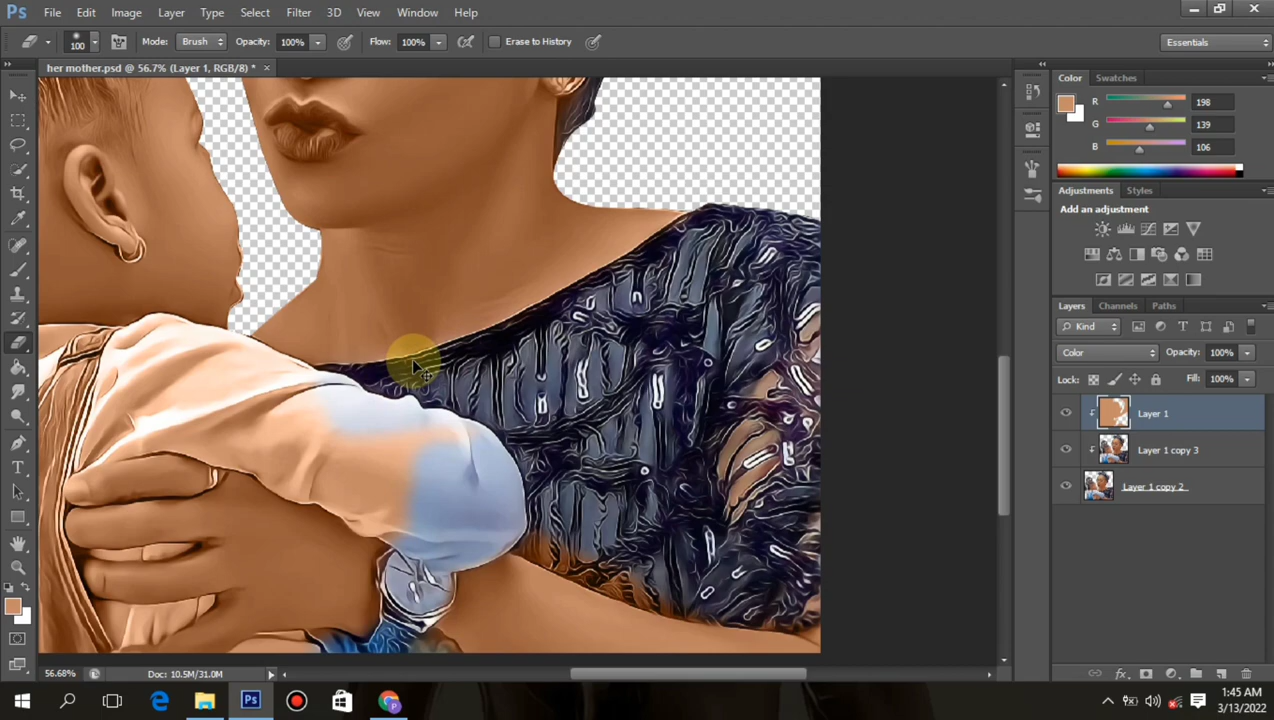 Ps File Edit Image Layer Type Select Filter 3D View Window Help
100 Mode: Brush Opacity: 100% Flow: 100% Erase to History Essentials
her mother.psd @ 56.7% (Layer 1, RGB/8) * ×
Color Swatches
R 198
G 139
B 106
Adjustments Styles
Add an adjustment
Layers Channels Paths
Kind
Color Opacity: 100%
Lock: Fill: 100%
Layer 1
Layer 1 copy 3
Layer 1 copy 2
56.68% Doc: 10.5M/31.0M
1:45 AM
3/13/2022